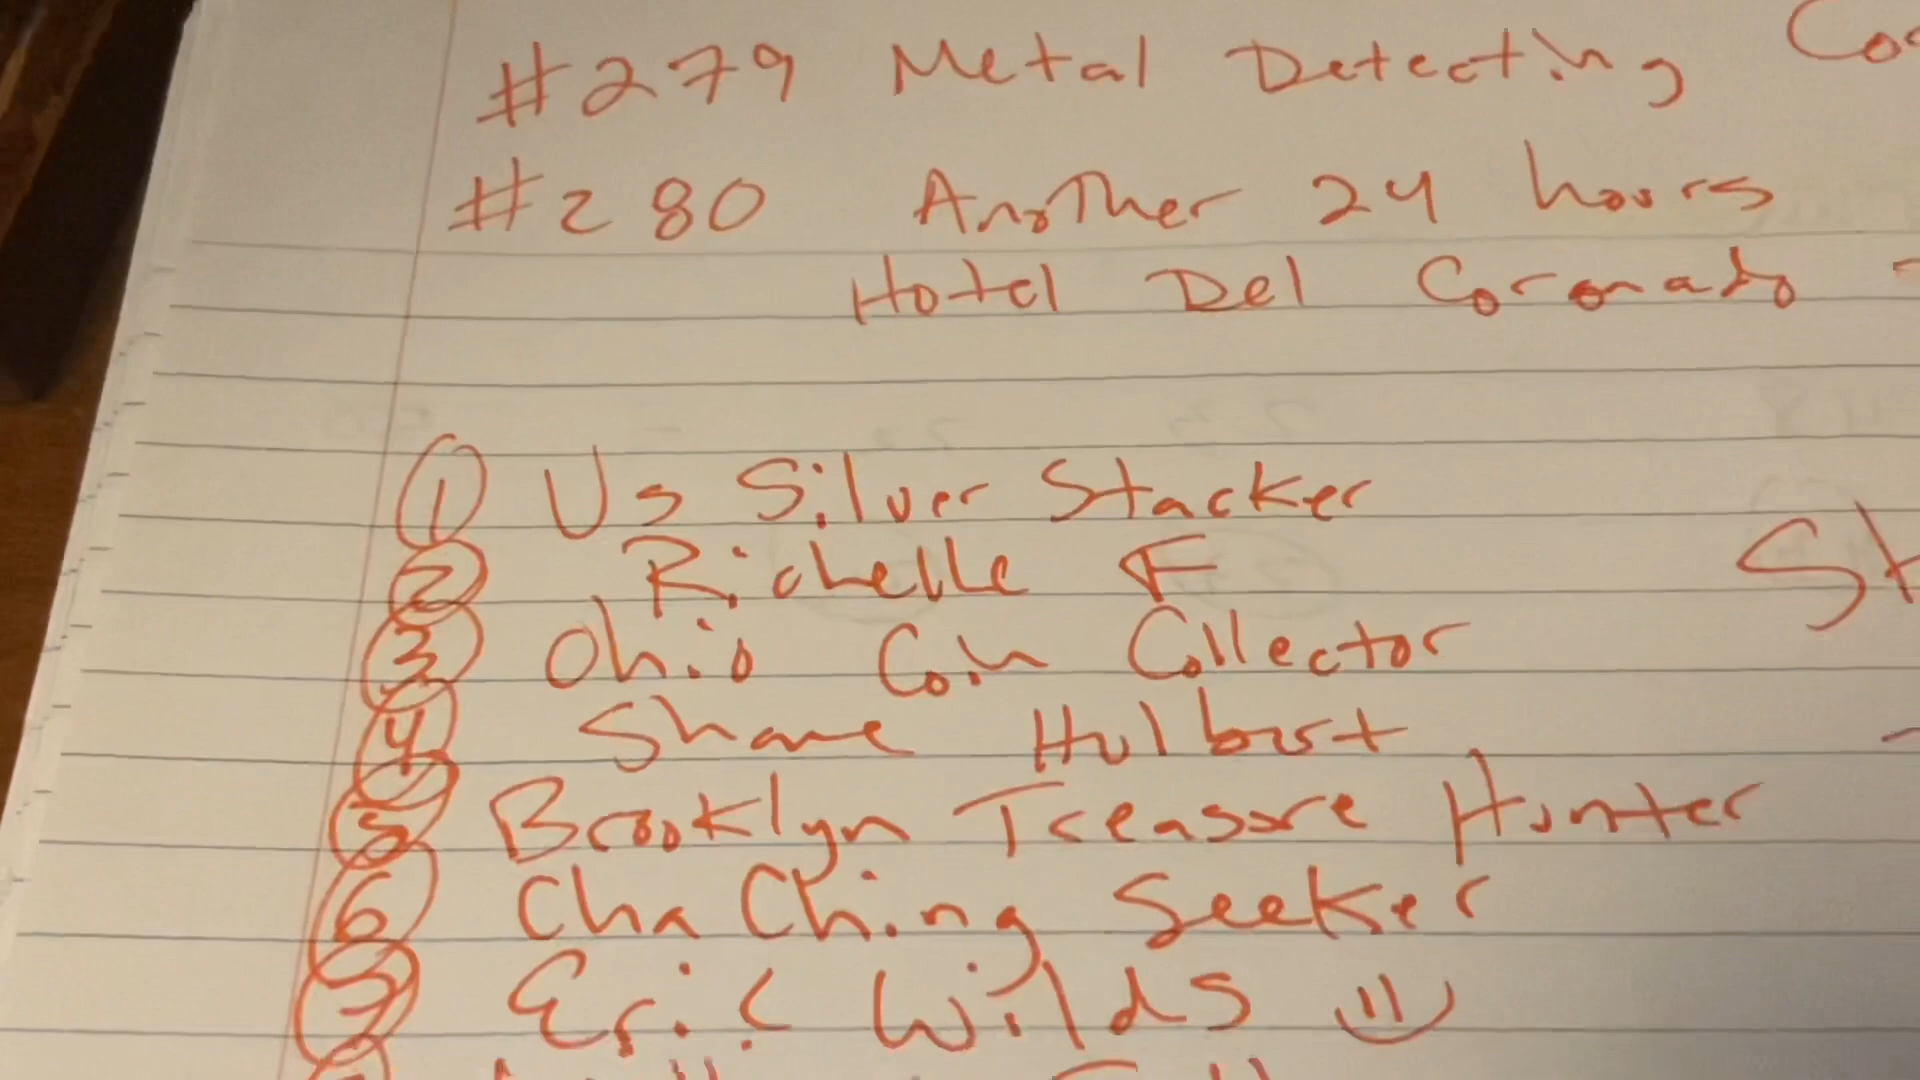 #279 Metal Detecting
#280 Another 24 hours
Hotel Del Coronado
1 US Silver Stacker
2 Richelle F
3 Ohio Coin Collector
4 Shane Hulburt
5 Brooklyn Treasure Hunter
6 Cha Ching Seeker
7 Eric Wilds